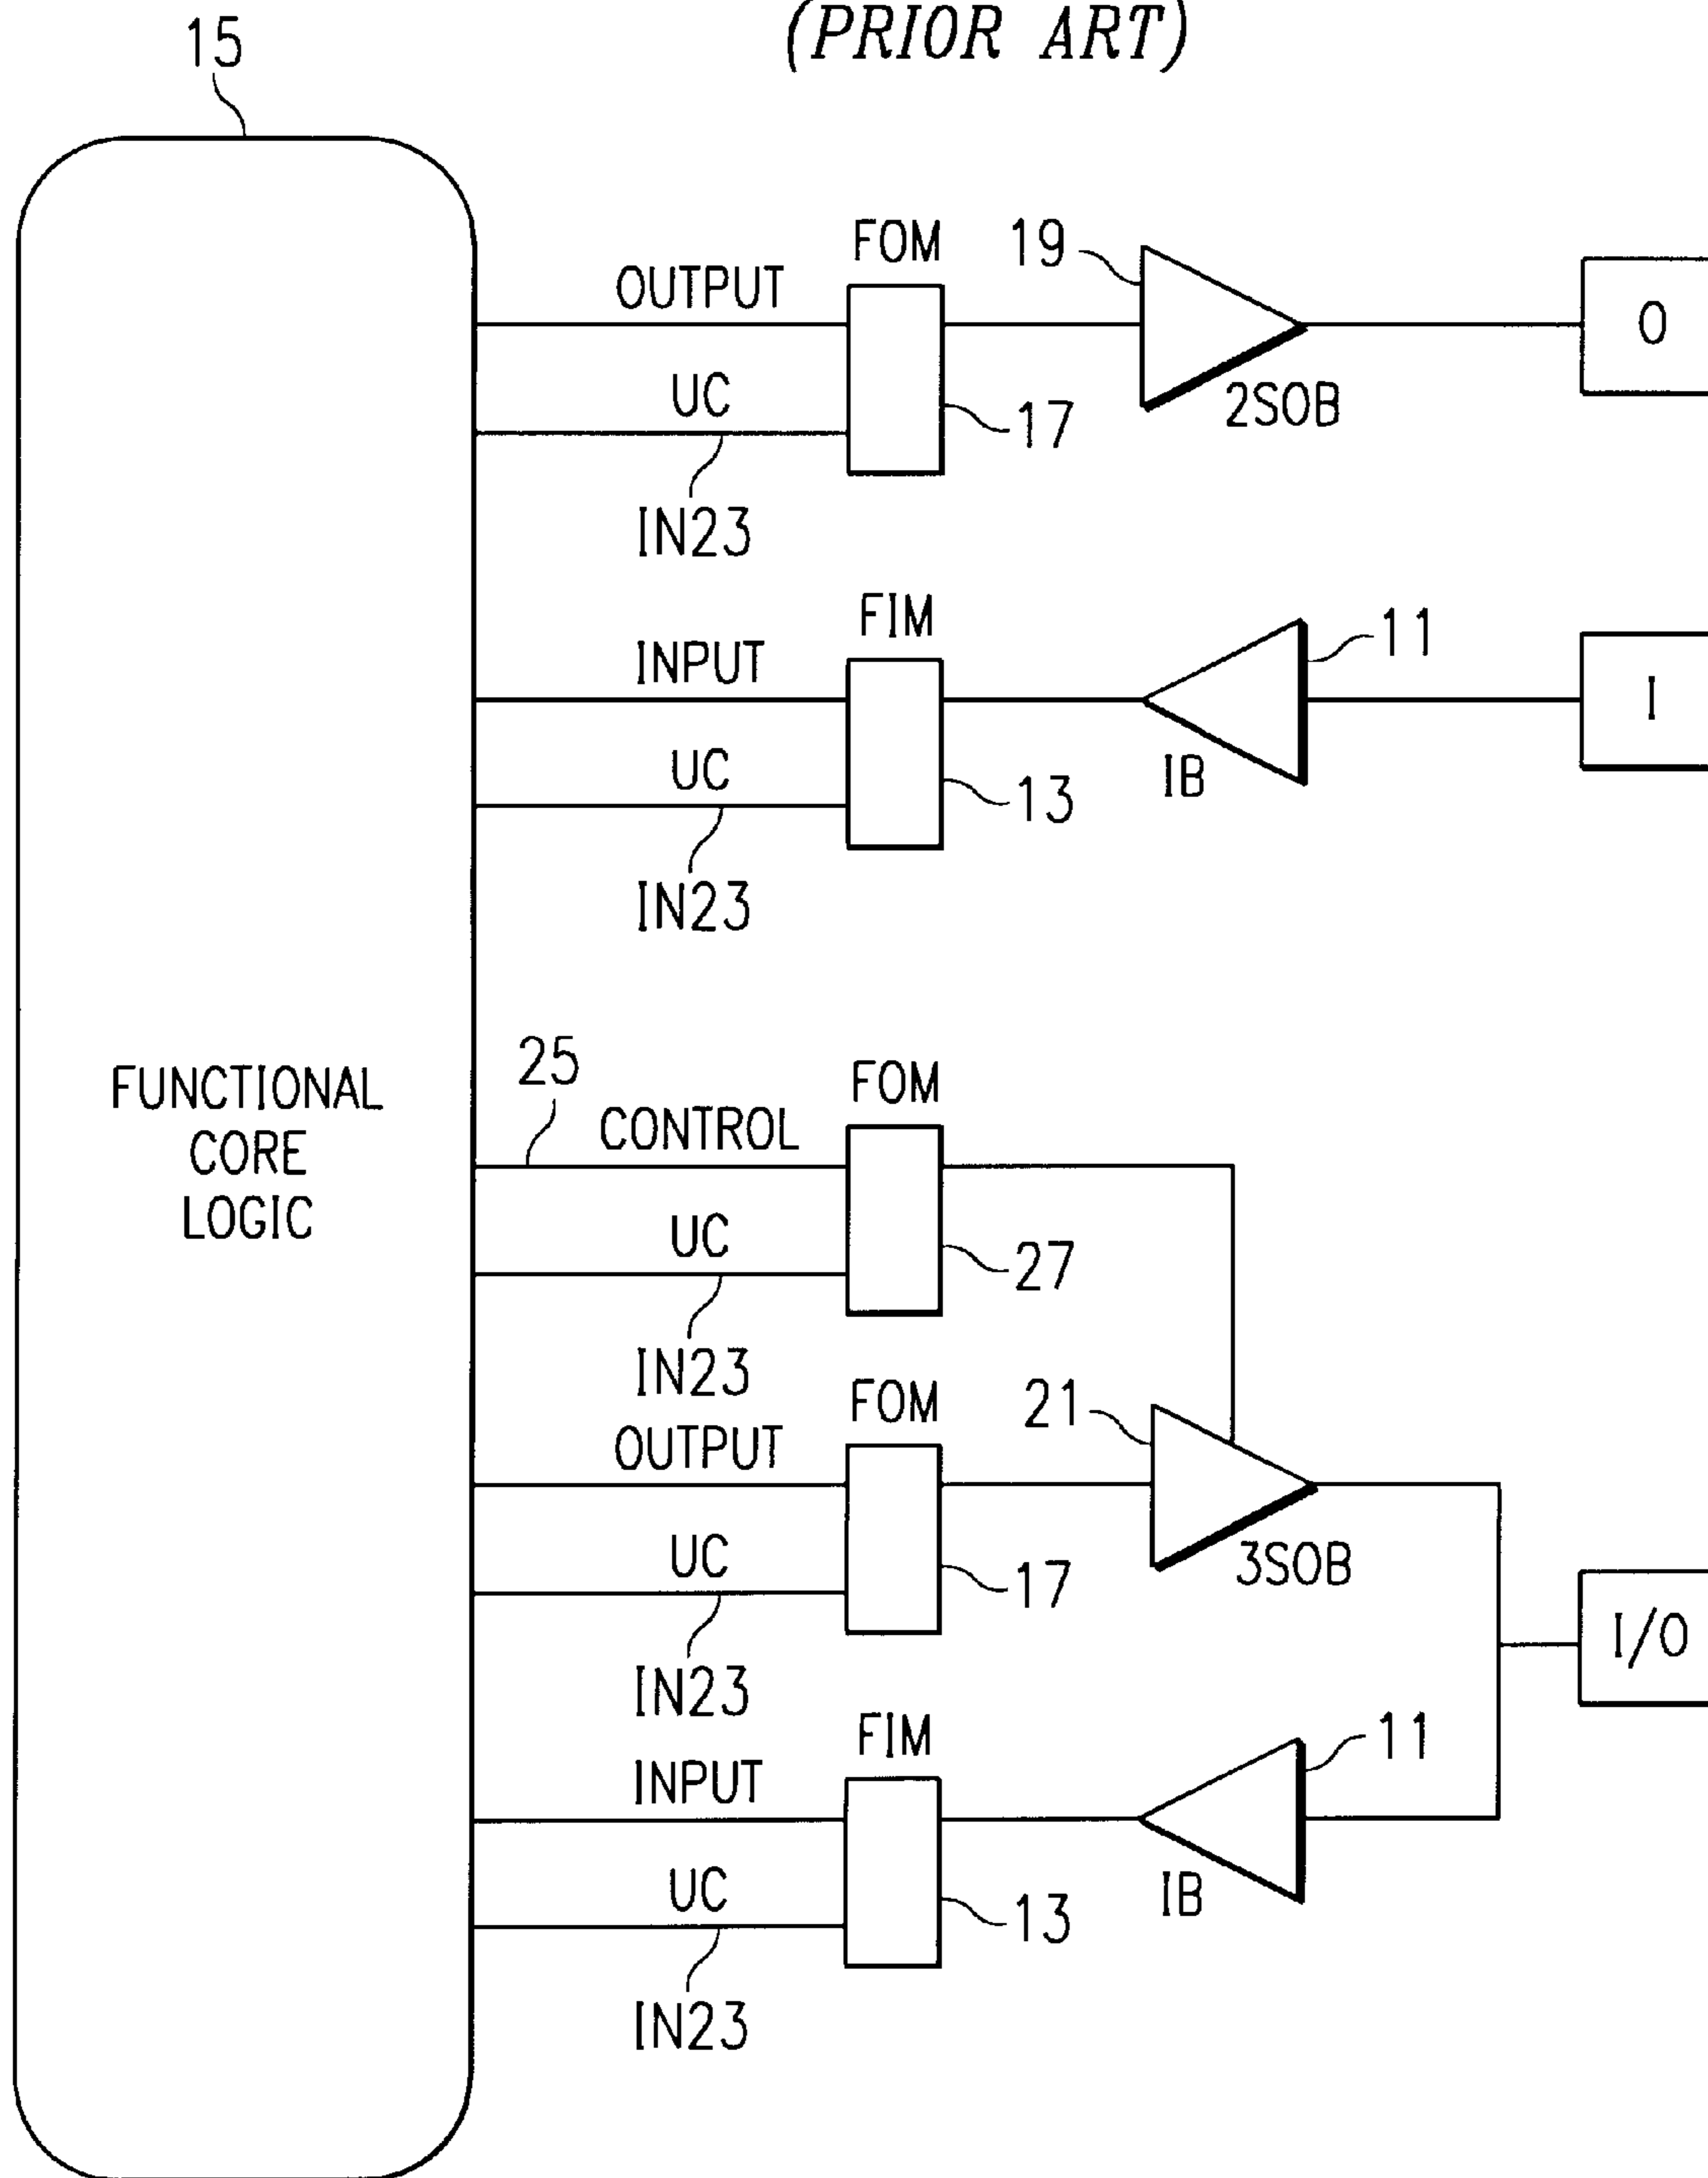 (PRIOR ART)
15
FOM
19
OUTPUT
O
UC
2SOB
17
IN23
FIM
11
INPUT
I
UC
IB
13
IN23
25
FOM
CONTROL
FUNCTIONAL
CORE
LOGIC
UC
27
IN23
FOM
21
OUTPUT
UC
3SOB
17
I/O
IN23
FIM
11
INPUT
UC
IB
13
IN23